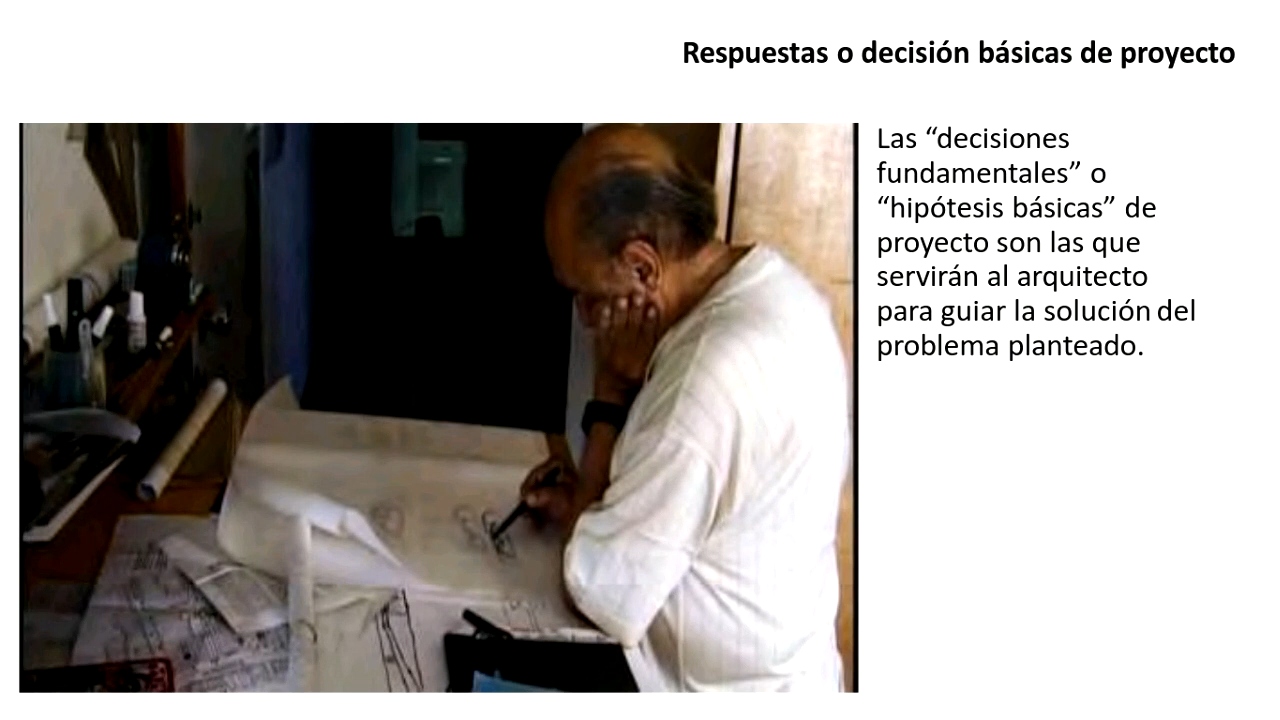 Respuestas o decisión básicas de proyecto
Las “decisiones
fundamentales” o
“hipótesis básicas” de
proyecto son las que
servirán al arquitecto
para guiar la solución del
problema planteado.